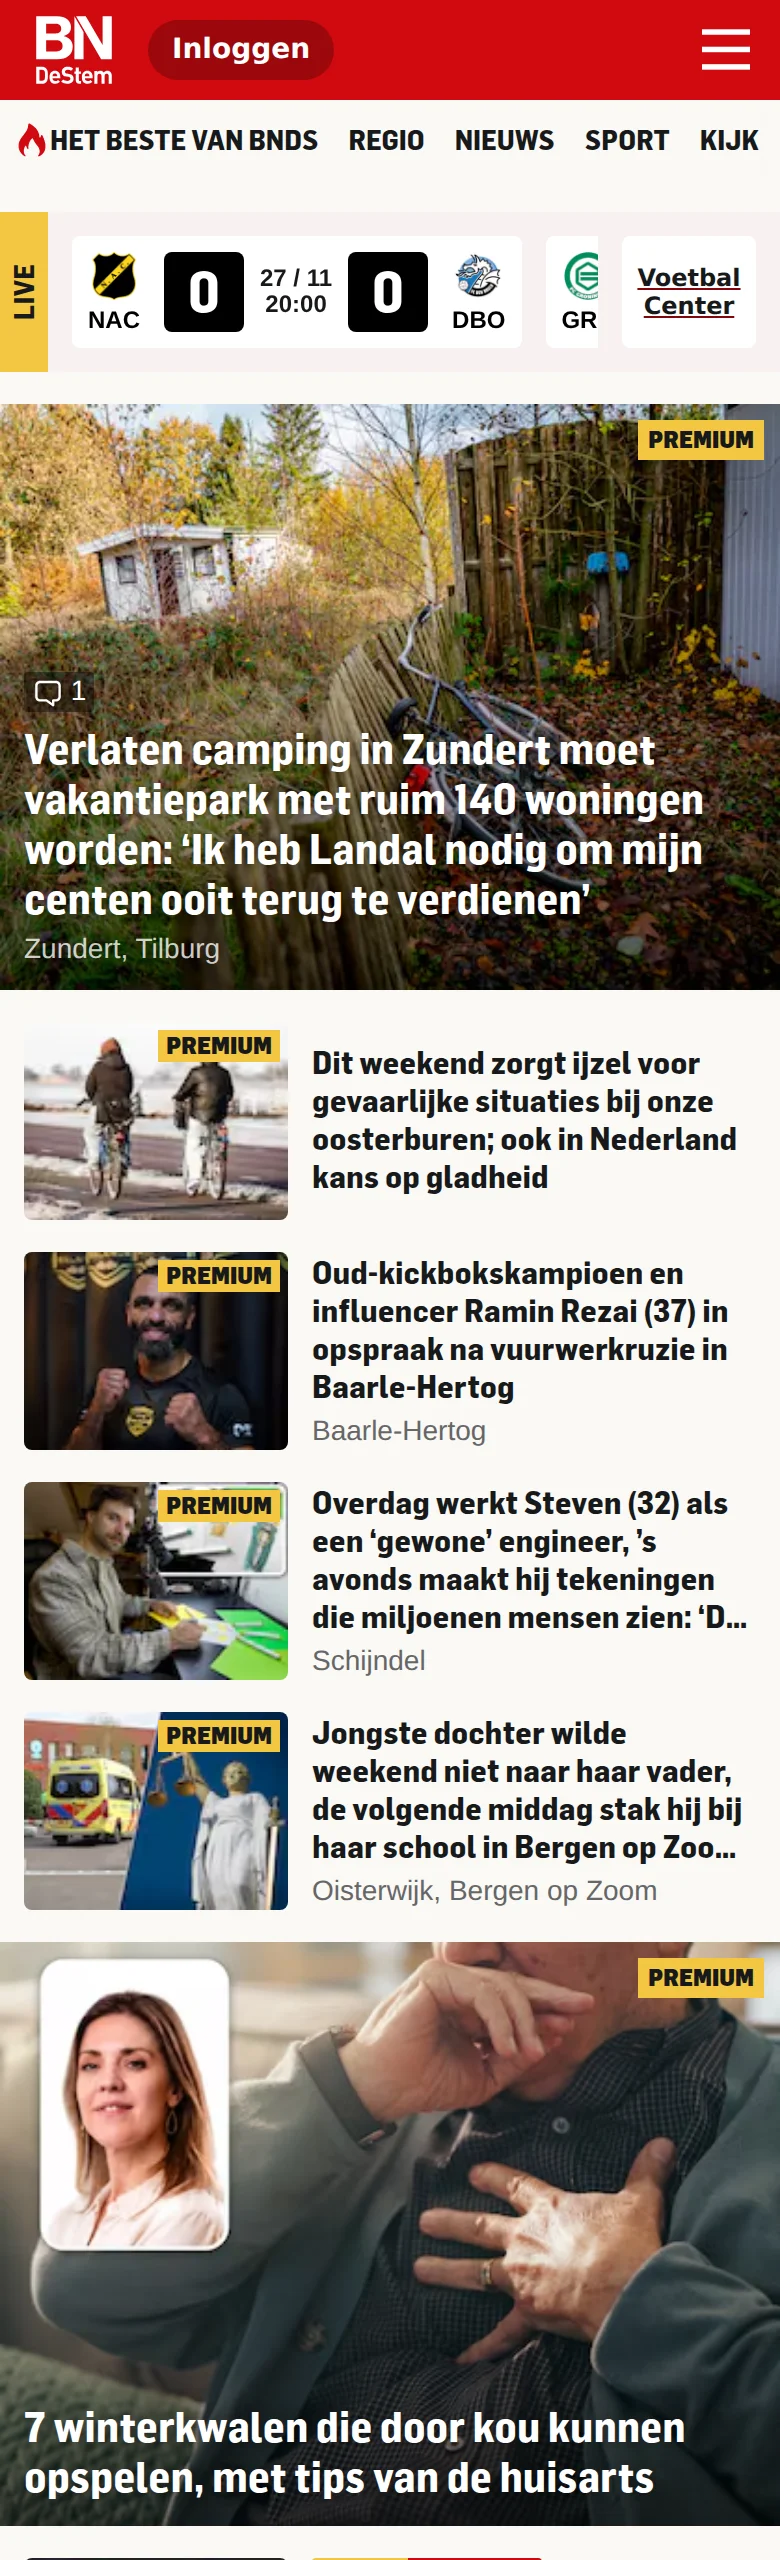 BN
DeStem
Inloggen
HET BESTE VAN BNDS REGIO NIEUWS SPORT KIJK
LIVE
NAC
0
27 / 11
20:00
0
DBO
GR
Voetbal
Center
PREMIUM
1
Verlaten camping in Zundert moet
vakantiepark met ruim 140 woningen
worden: ‘Ik heb Landal nodig om mijn
centen ooit terug te verdienen’
Zundert, Tilburg
PREMIUM
Dit weekend zorgt ijzel voor
gevaarlijke situaties bij onze
oosterburen; ook in Nederland
kans op gladheid
PREMIUM
Oud-kickbokskampioen en
influencer Ramin Rezai (37) in
opspraak na vuurwerkruzie in
Baarle-Hertog
Baarle-Hertog
PREMIUM
Overdag werkt Steven (32) als
een ‘gewone’ engineer, ’s
avonds maakt hij tekeningen
die miljoenen mensen zien: ‘D...
Schijndel
PREMIUM
Jongste dochter wilde
weekend niet naar haar vader,
de volgende middag stak hij bij
haar school in Bergen op Zoo...
Oisterwijk, Bergen op Zoom
PREMIUM
7 winterkwalen die door kou kunnen
opspelen, met tips van de huisarts